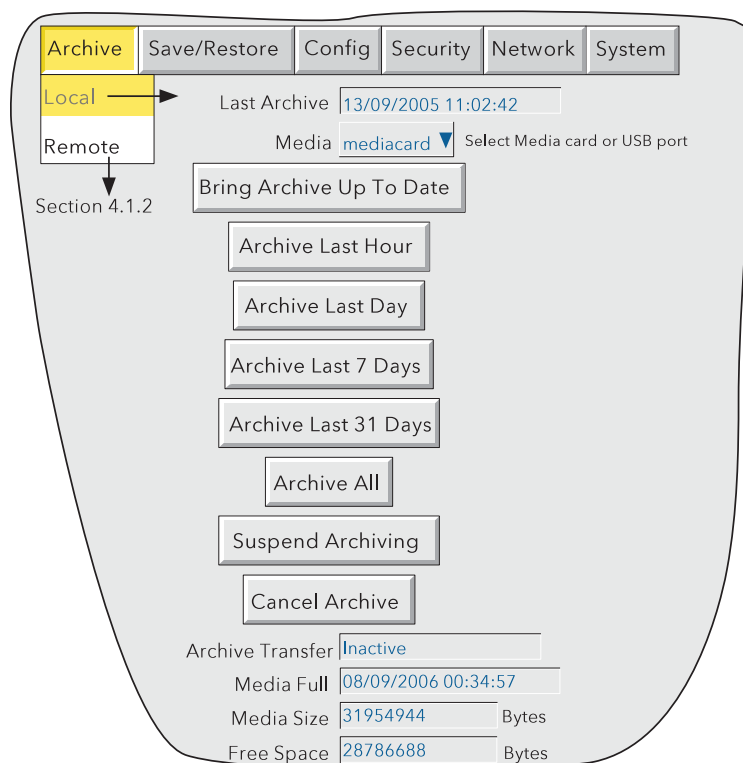 Archive Save/Restore Config Security Network System
Local
Last Archive 13/09/2005 11:02:42
Remote
Media mediacard Select Media card or USB port
Section 4.1.2
Bring Archive Up To Date
Archive Last Hour
Archive Last Day
Archive Last 7 Days
Archive Last 31 Days
Archive All
Suspend Archiving
Cancel Archive
Archive Transfer Inactive
Media Full 08/09/2006 00:34:57
Media Size 31954944 Bytes
Free Space 28786688 Bytes